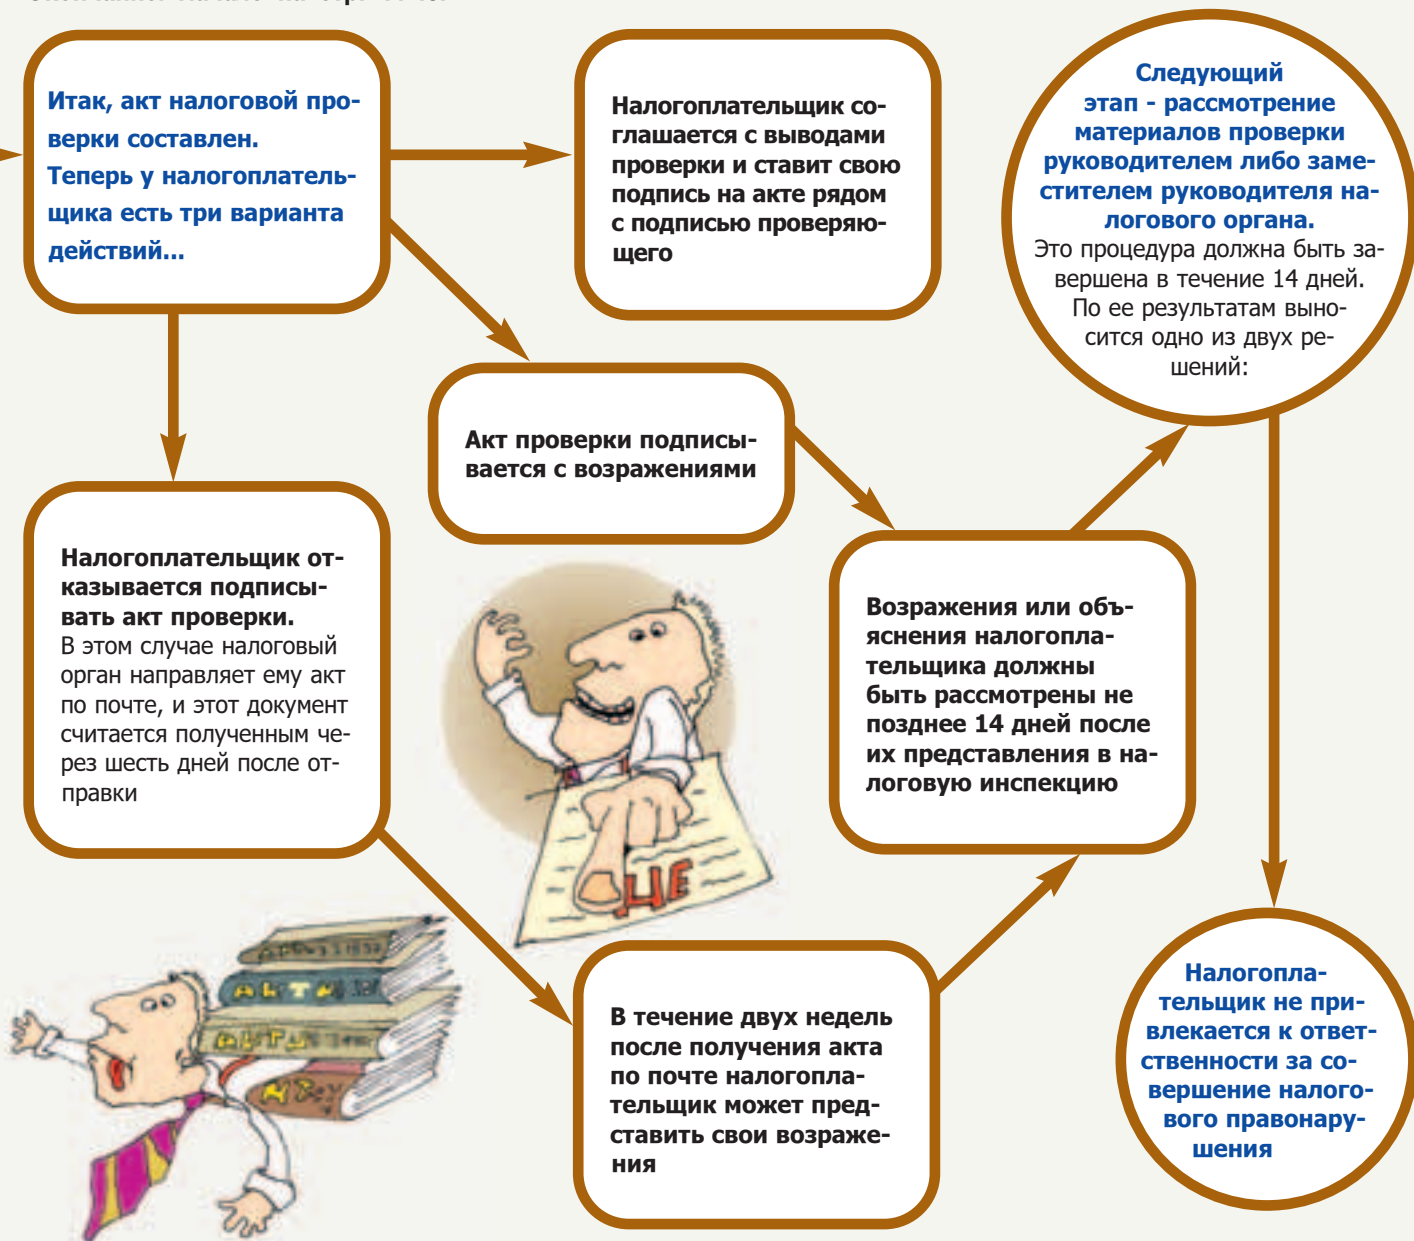 Итак, акт налоговой про-
верки составлен.
Теперь у налогоплатель-
щика есть три варианта
действий...
Налогоплательщик со-
глашается с выводами
проверки и ставит свою
подпись на акте рядом
с подписью проверяю-
щего
Следующий
этап - рассмотрение
материалов проверки
руководителем либо заме-
стителем руководителя на-
логового органа.
Это процедура должна быть за-
вершена в течение 14 дней.
По ее результатам выно-
сится одно из двух ре-
шений:
Акт проверки подписы-
вается с возражениями
Налогоплательщик от-
казывается подписы-
вать акт проверки.
В этом случае налоговый
орган направляет ему акт
по почте, и этот документ
считается полученным че-
рез шесть дней после от-
правки
Возражения или объ-
яснения налогопла-
тельщика должны
быть рассмотрены не
позднее 14 дней после
их представления в на-
логовую инспекцию
В течение двух недель
после получения акта
по почте налогопла-
тельщик может пред-
ставить свои возраже-
ния
Налогопла-
тельщик не при-
влекается к ответ-
ственности за со-
вершение налого-
вого правонару-
шения